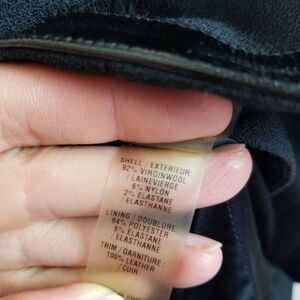 SHELL / EXTERIEUR:
92% VIRGINWOOL
/ LAINEVIERGE
6% NYLON
2% ELASTANE
/ ELASTHANNE
LINING / DOUBLURE:
94% POLYESTER
6% ELASTANE
/ ELASTHANNE
TRIM / GARNITURE:
100% LEATHER
/ CUIR